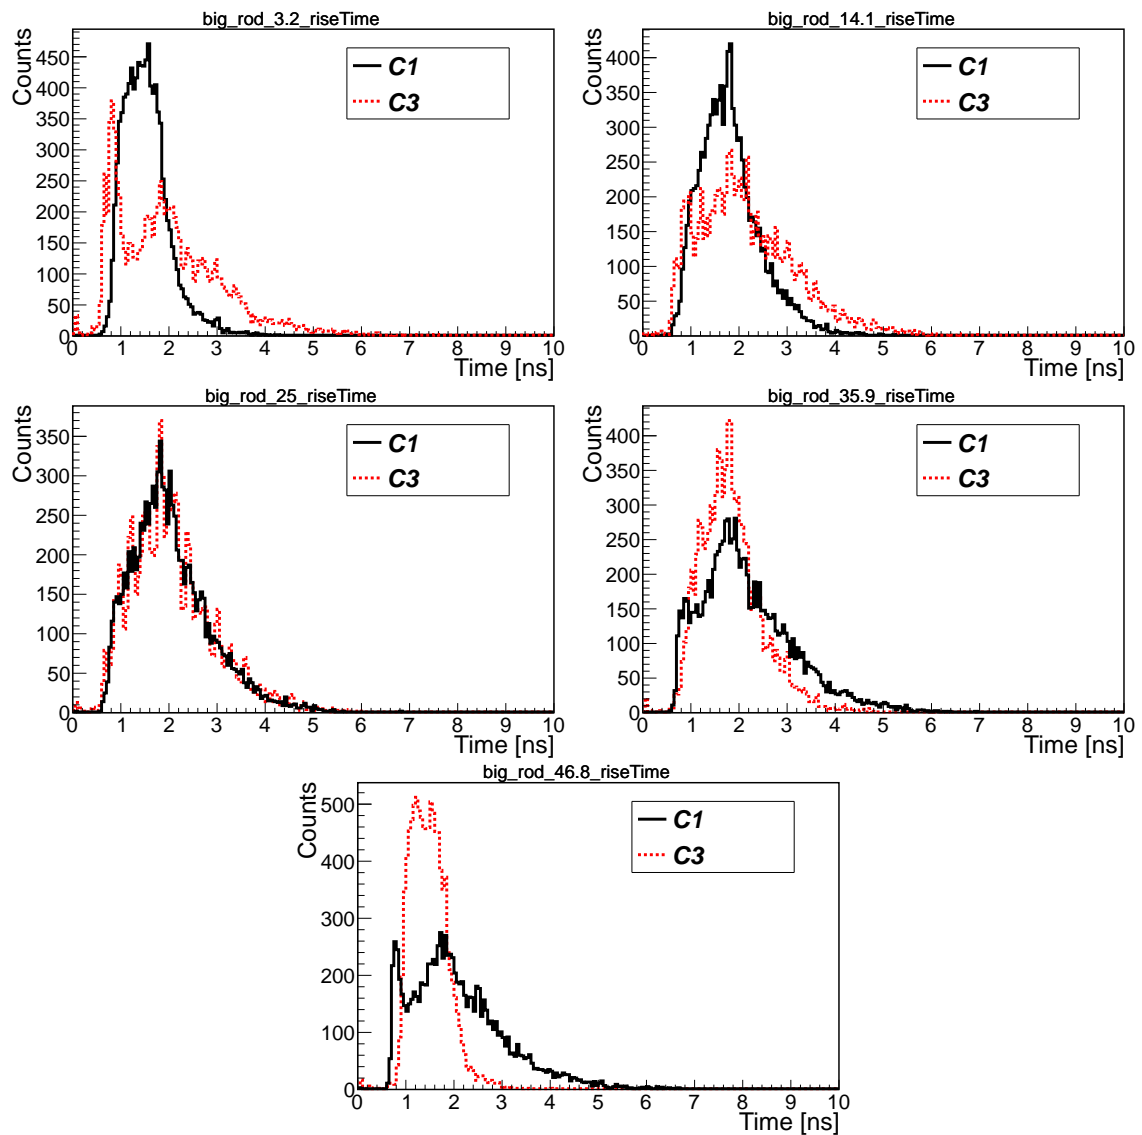 big_rod_3.2_riseTime
Counts
450
400
350
300
250
200
150
100
50
0
C1
C3
0 1 2 3 4 5 6 7 8 9 10
Time [ns]
big_rod_14.1_riseTime
Counts
400
350
300
250
200
150
100
50
0
C1
C3
0 1 2 3 4 5 6 7 8 9 10
Time [ns]
big_rod_25_riseTime
Counts
350
300
250
200
150
100
50
0
C1
C3
0 1 2 3 4 5 6 7 8 9 10
Time [ns]
big_rod_35.9_riseTime
Counts
400
350
300
250
200
150
100
50
0
C1
C3
0 1 2 3 4 5 6 7 8 9 10
Time [ns]
big_rod_46.8_riseTime
Counts
500
400
300
200
100
0
C1
C3
0 1 2 3 4 5 6 7 8 9 10
Time [ns]